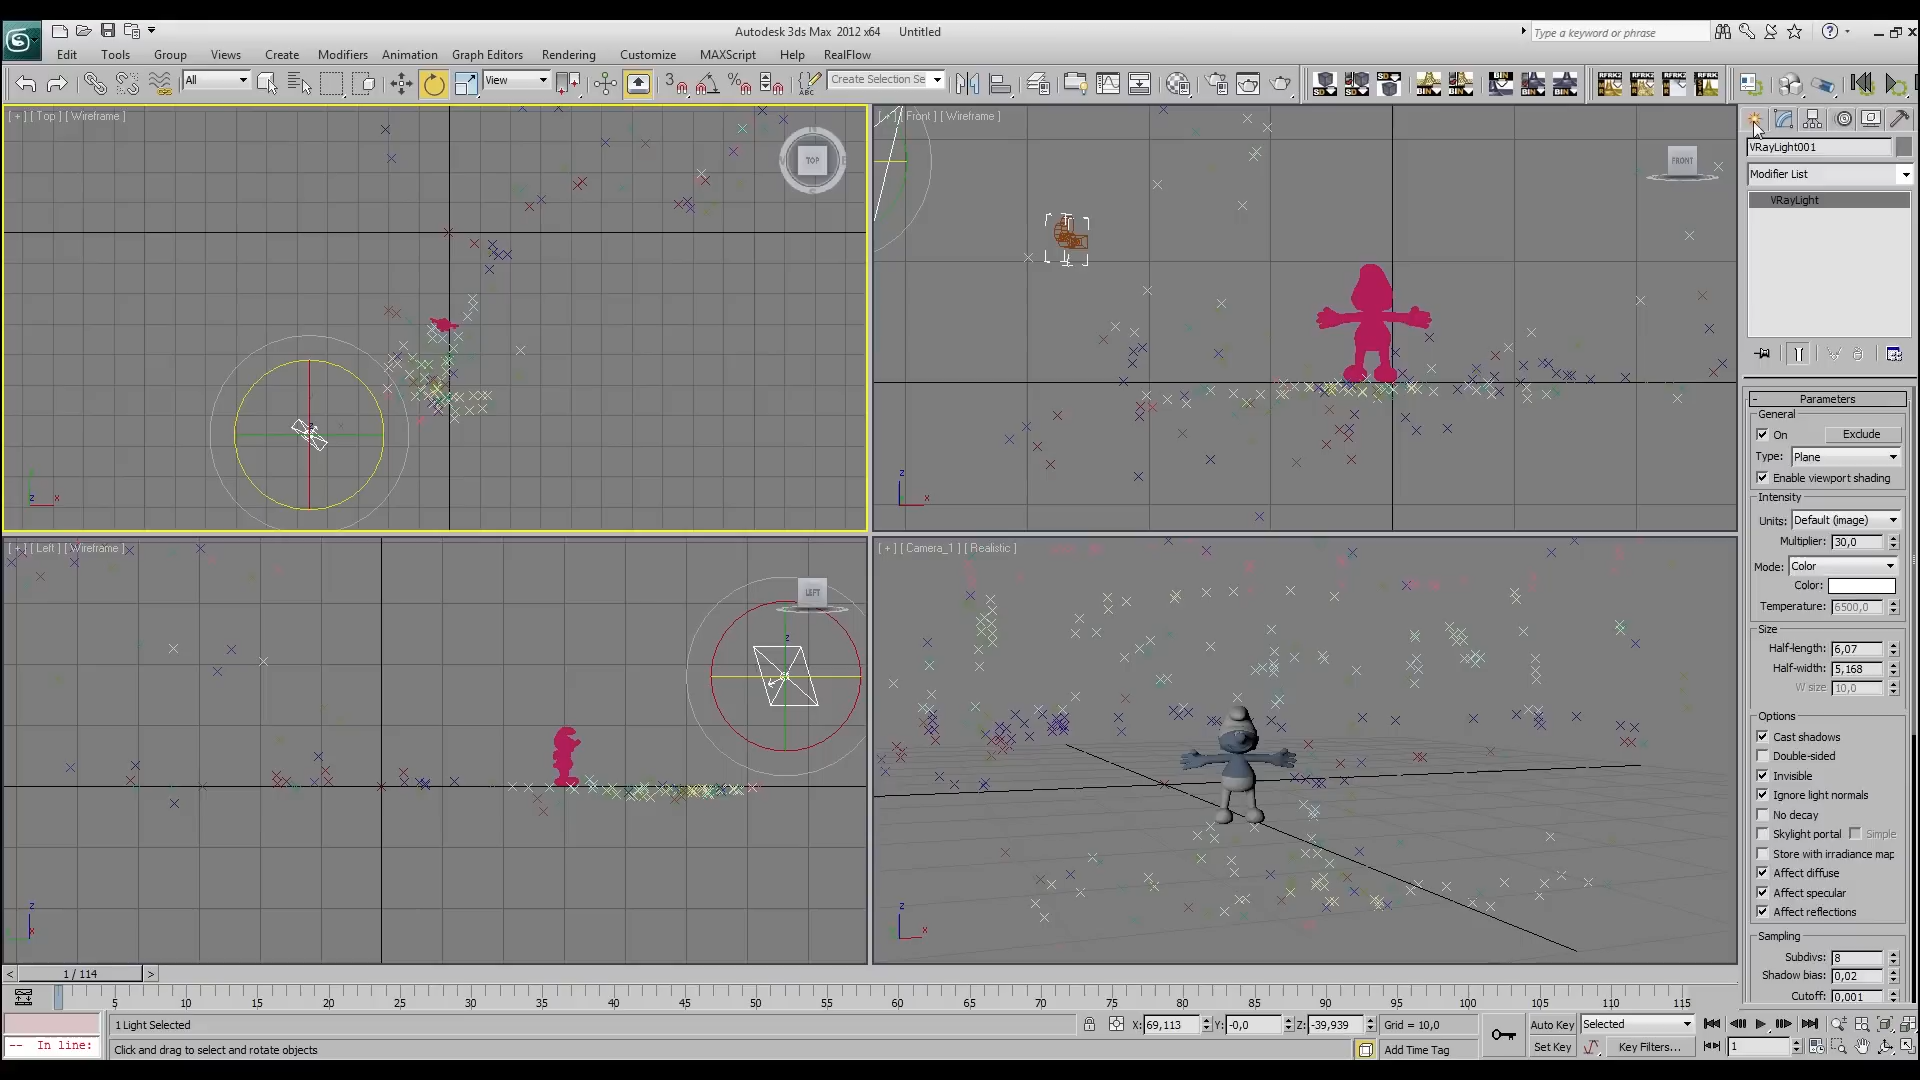 Autodesk 3ds Max 2012 x64 Untitled
Type a keyword or phrase
Edit Tools Group Views Create Modifiers Animation Graph Editors Rendering Customize MAXScript Help RealFlow
All View Create Selection Se
[ + ] [ Top ] [ Wireframe ]
TOP
[ + ] [ Front ] [ Wireframe ]
FRONT
VRayLight001
Modifier List
VRayLight
Parameters
General
On Exclude
Type: Plane
Enable viewport shading
Intensity
Units: Default (image)
Multiplier: 30,0
Mode: Color
Color:
Temperature: 6500,0
Size
Half-length: 6,07
Half-width: 5,168
W size 10,0
Options
Cast shadows
Double-sided
Invisible
Ignore light normals
No decay
Skylight portal Simple
Store with irradiance map
Affect diffuse
Affect specular
Affect reflections
Sampling
Subdivs: 8
Shadow bias: 0,02
Cutoff: 0,001
[ + ] [ Left ] [ Wireframe ]
LEFT
[ + ] [ Camera_1 ] [ Realistic ]
< 1 / 114 >
5 10 15 20 25 30 35 40 45 50 55 60 65 70 75 80 85 90 95 100 105 110 115
1 Light Selected
X: 69,113 Y: -0,0 Z: -39,939 Grid = 10,0
Auto Key Selected
-- In line:
Click and drag to select and rotate objects
Add Time Tag
Set Key Key Filters... 1